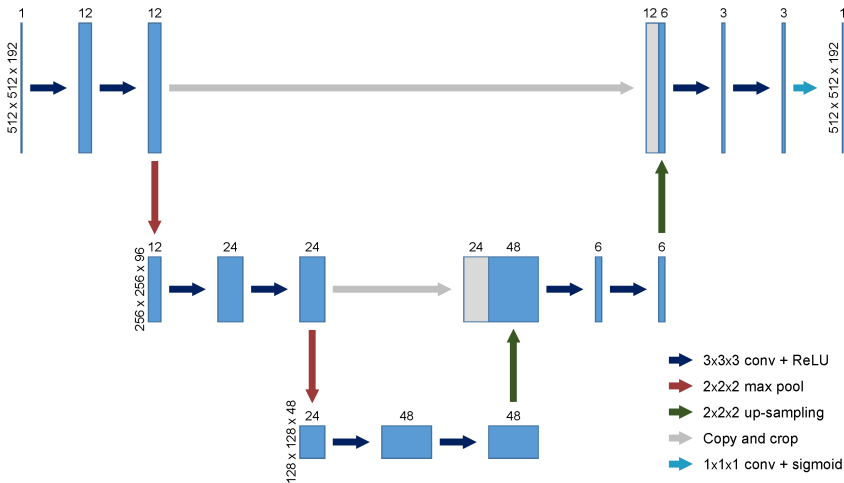 1 12 12 12 6 3 3 1
512 x 512 x 192
512 x 512 x 192
12 24 24 24 48 6 6
256 x 256 x 96
24 48 48
128 x 128 x 48
3x3x3 conv + ReLU
2x2x2 max pool
2x2x2 up-sampling
Copy and crop
1x1x1 conv + sigmoid